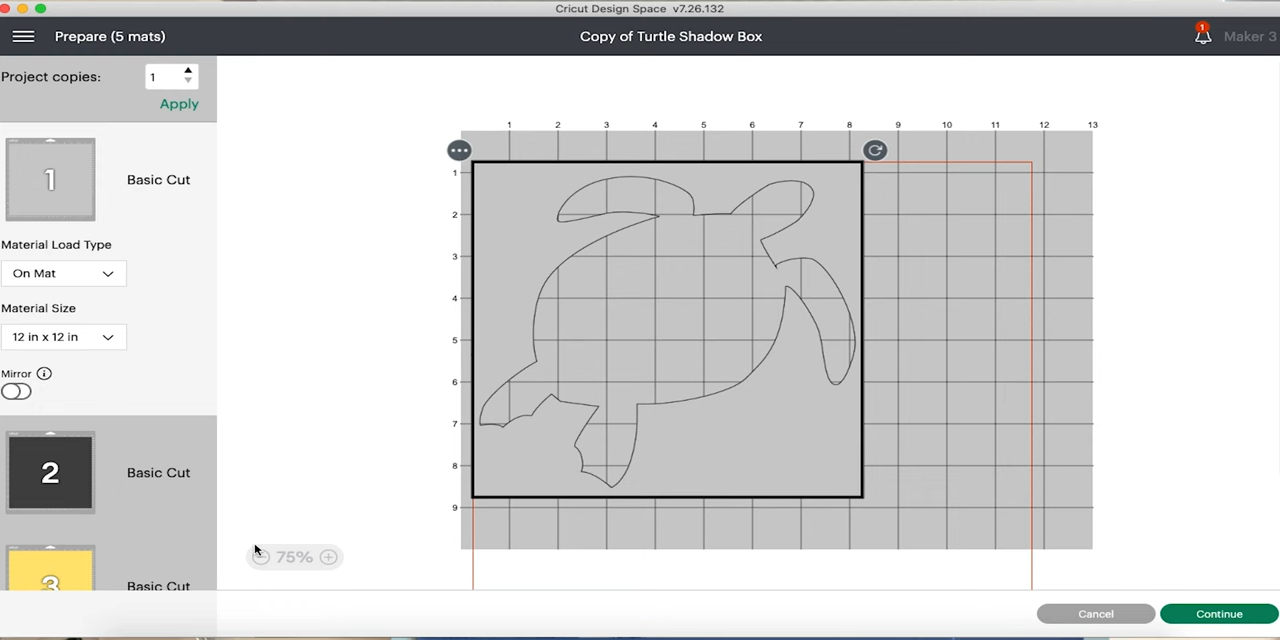 Cricut Design Space v7.26.132
Prepare (5 mats)
Copy of Turtle Shadow Box
1
Maker 3
Project copies:
1
Apply
1
Basic Cut
Material Load Type
On Mat
Material Size
12 in x 12 in
Mirror
2
Basic Cut
3
Basic Cut
1 2 3 4 5 6 7 8 9 10 11 12 13
1
2
3
4
5
6
7
8
9
75%
Cancel
Continue